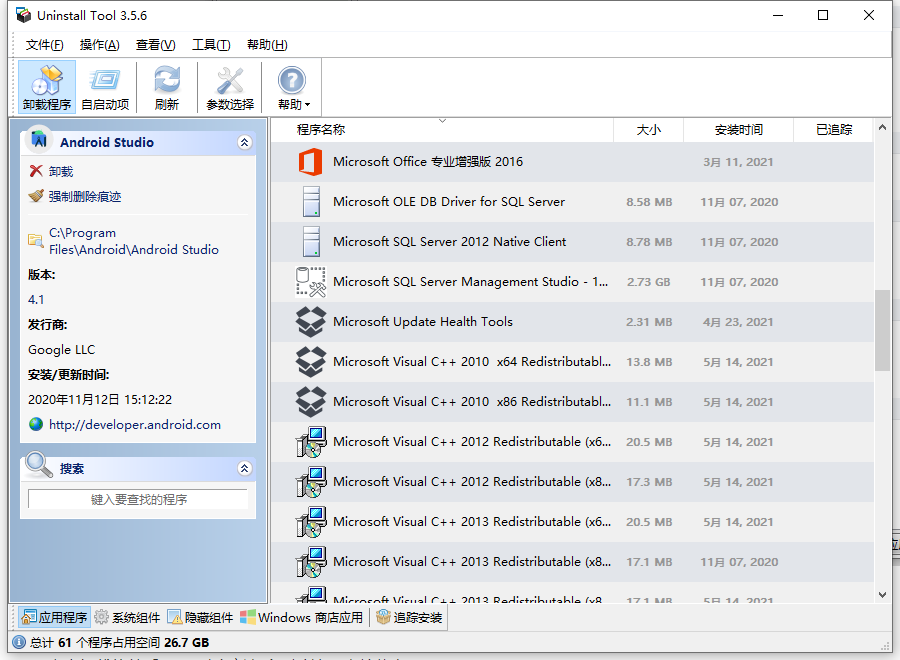 Uninstall Tool 3.5.6
文件(F) 操作(A) 查看(V) 工具(T) 帮助(H)
卸载程序 自启动项 刷新 参数选择 帮助
Android Studio
卸载
强制删除痕迹
C:\Program
Files\Android\Android Studio
版本:
4.1
发行商:
Google LLC
安装/更新时间:
2020年11月12日 15:12:22
http://developer.android.com
搜索
键入要查找的程序
程序名称 大小 安装时间 已追踪
Microsoft Office 专业增强版 2016 3月 11, 2021
Microsoft OLE DB Driver for SQL Server 8.58 MB 11月 07, 2020
Microsoft SQL Server 2012 Native Client 8.78 MB 11月 07, 2020
Microsoft SQL Server Management Studio - 1... 2.73 GB 11月 07, 2020
Microsoft Update Health Tools 2.31 MB 4月 23, 2021
Microsoft Visual C++ 2010  x64 Redistributabl... 13.8 MB 5月 14, 2021
Microsoft Visual C++ 2010  x86 Redistributabl... 11.1 MB 5月 14, 2021
Microsoft Visual C++ 2012 Redistributable (x6... 20.5 MB 5月 14, 2021
Microsoft Visual C++ 2012 Redistributable (x8... 17.3 MB 5月 14, 2021
Microsoft Visual C++ 2013 Redistributable (x6... 20.5 MB 5月 14, 2021
Microsoft Visual C++ 2013 Redistributable (x8... 17.1 MB 11月 07, 2020
Microsoft Visual C++ 2013 Redistributable (x8... 17.1 MB 5月 14, 2021
应用程序 系统组件 隐藏组件 Windows 商店应用 追踪安装
总计 61 个程序占用空间 26.7 GB